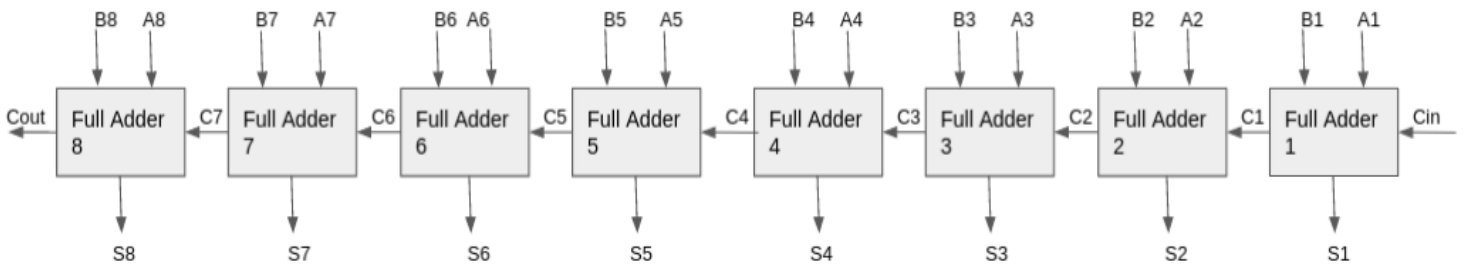 B8 A8 B7 A7 B6 A6 B5 A5 B4 A4 B3 A3 B2 A2 B1 A1
Cout C7 C6 C5 C4 C3 C2 C1 Cin
Full Adder
8
Full Adder
7
Full Adder
6
Full Adder
5
Full Adder
4
Full Adder
3
Full Adder
2
Full Adder
1
S8 S7 S6 S5 S4 S3 S2 S1